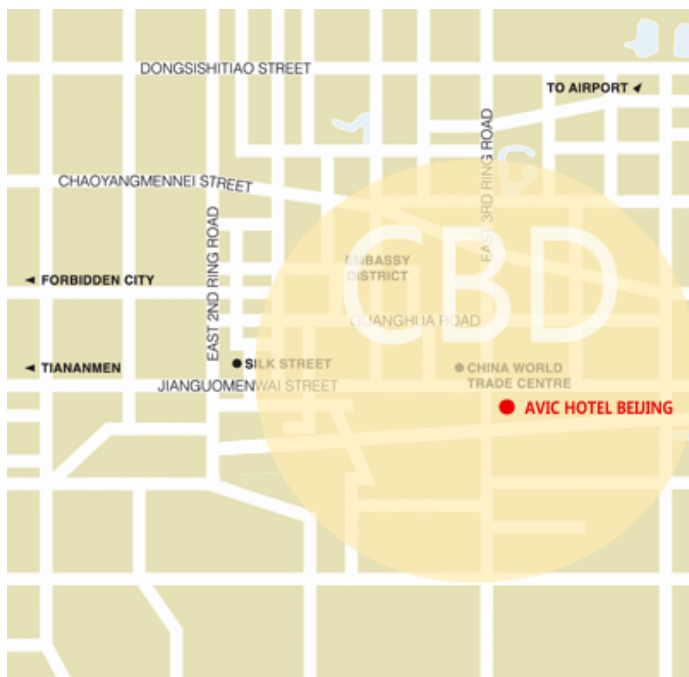 DONGSISHITIAO STREET
TO AIRPORT
CHAOYANGMENNEI STREET
EAST 3RD RING ROAD
EAST 2ND RING ROAD
CBD
EMBASSY
DISTRICT
FORBIDDEN CITY
GUANGHUA ROAD
SILK STREET
TIANANMEN
CHINA WORLD
TRADE CENTRE
JIANGUOMENWAI STREET
AVIC HOTEL BEIJING